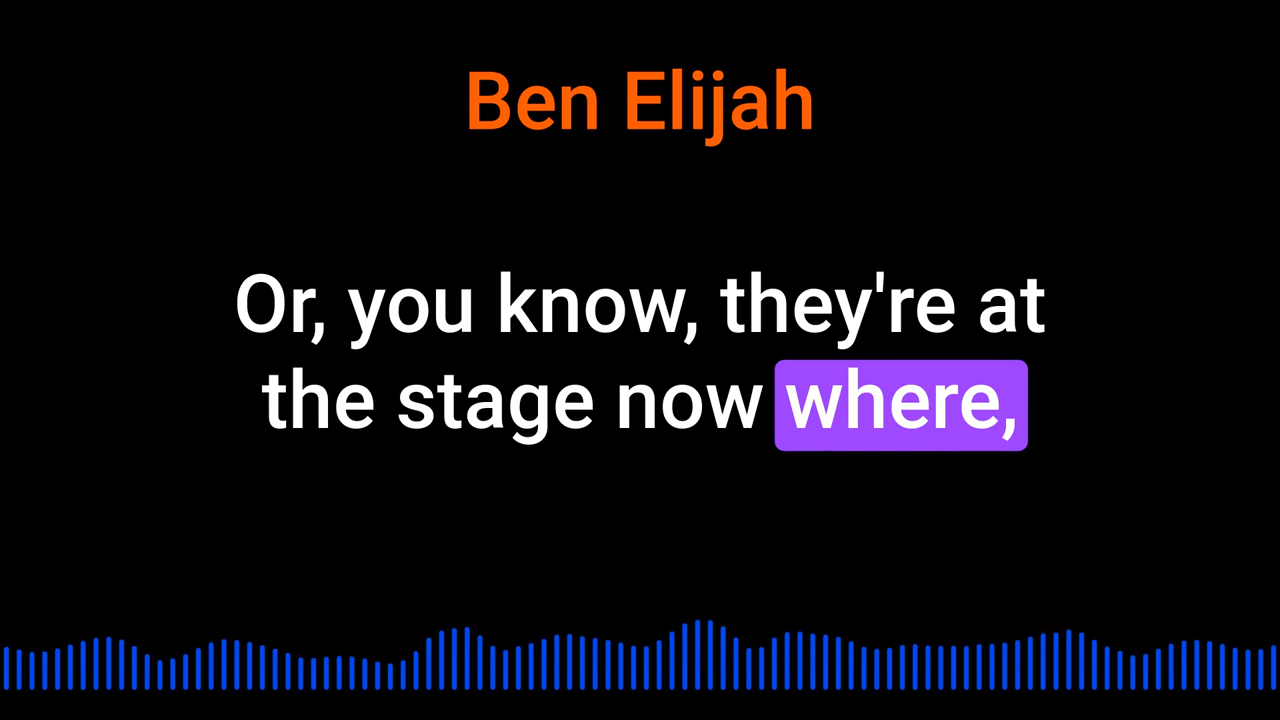 Ben Elijah
Or, you know, they're at
the stage now where,